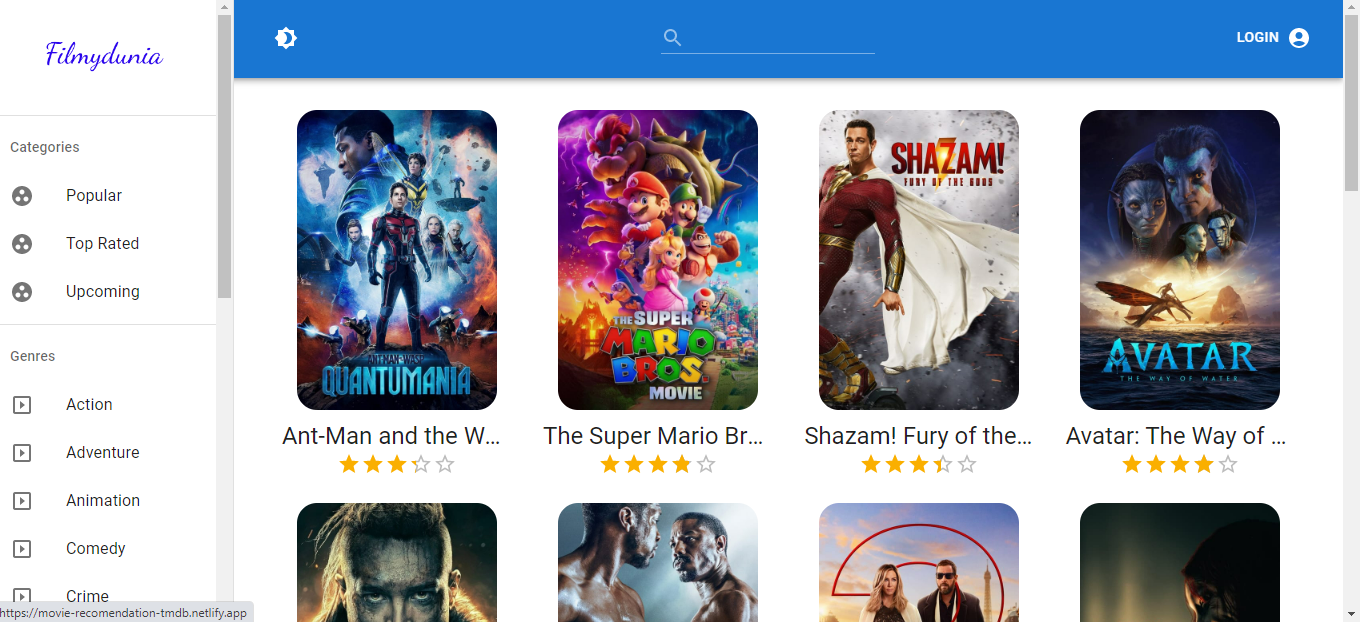 Filmydunia
LOGIN
Categories
Popular
Top Rated
Upcoming
Genres
Action
Adventure
Animation
Comedy
Crime
https://movie-recomendation-tmdb.netlify.app
ANT-MAN AND THE WASP
QUANTUMANIA
Ant-Man and the W...
THE SUPER
MARIO
BROS.
MOVIE
The Super Mario Br...
SHAZAM!
FURY OF THE GODS
Shazam! Fury of the...
AVATAR
THE WAY OF WATER
Avatar: The Way of ...